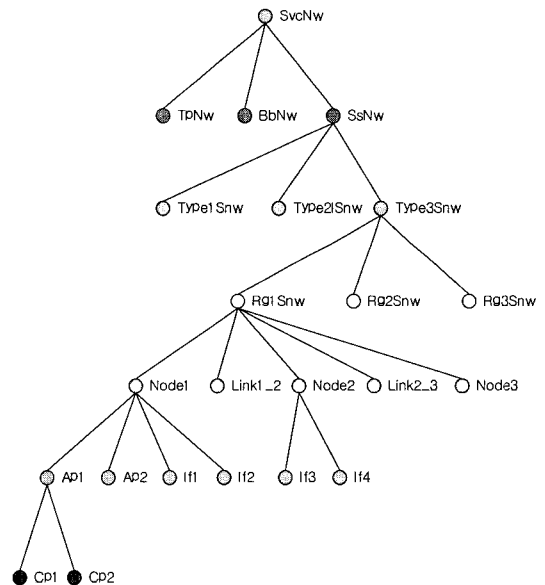 SvcNw
TpNw
BbNw
SsNw
Type1Snw
Type2lSnw
Type3Snw
Rg1Snw
Rg2Snw
Rg3Snw
Node1
Link1_2
Node2
Link2_3
Node3
Ap1
Ap2
If1
If2
If3
If4
Cp1
Cp2